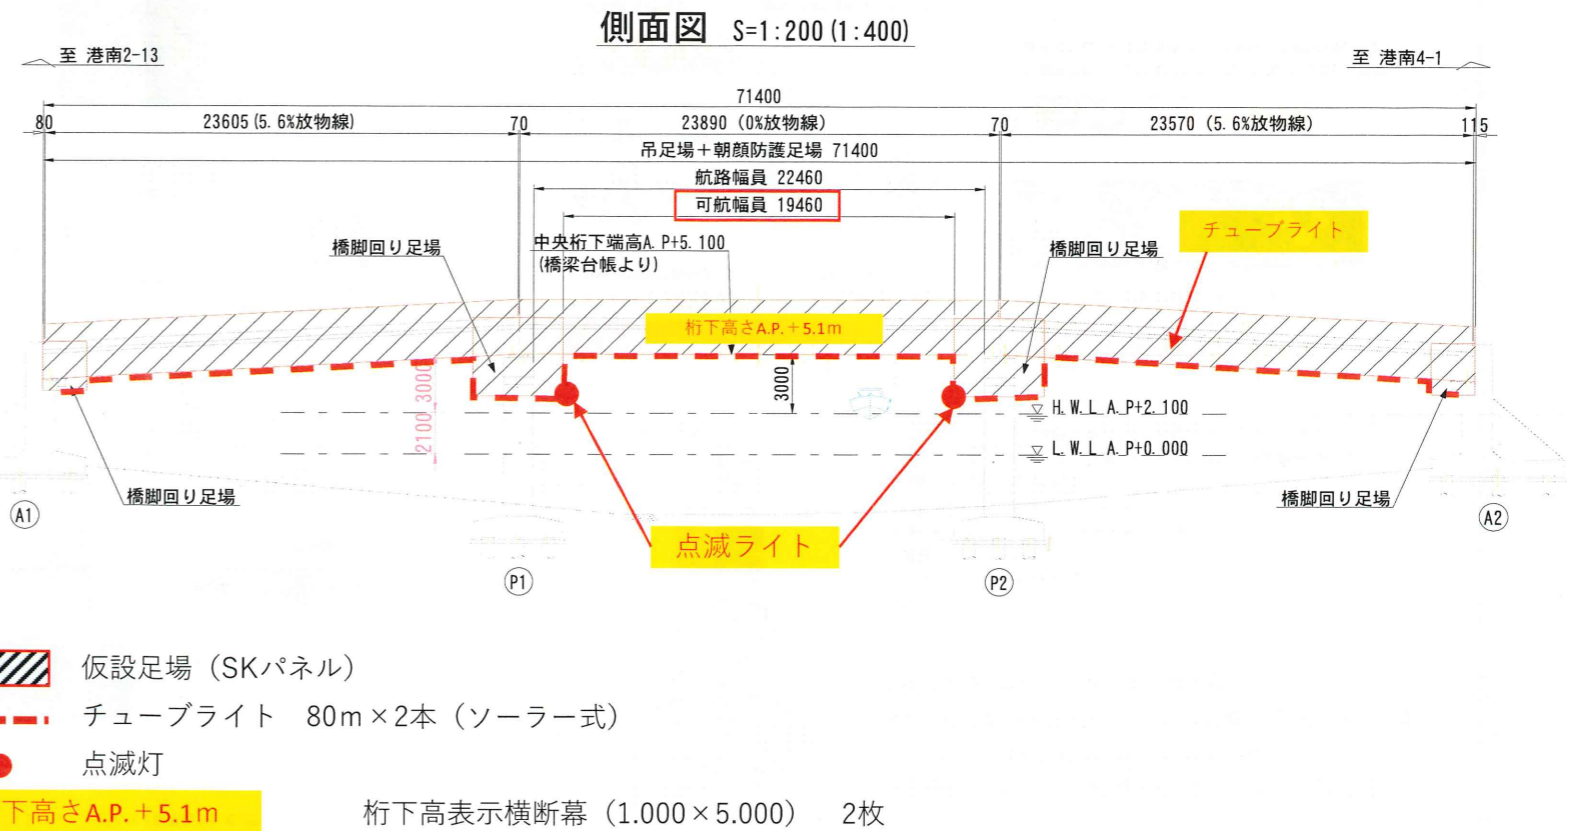 側面図 S=1:200(1:400)
至 港南2-13
至 港南4-1
71400
80
23605(5.6%放物線)
70
23890 (0%放物線)
70
23570 (5.6%放物線)
115
吊足場＋朝顔防護足場 71400
航路幅員 22460
可航幅員 19460
チューブライト
橋脚回り足場
中央桁下端高A.P+5.100
(橋梁台帳より)
橋脚回り足場
桁下高さA.P.＋5.1m
3000
3000
2100
H.W.L A.P+2.100
L.W.L A.P+0.000
橋脚回り足場
橋脚回り足場
A1
A2
点滅ライト
P1
P2
仮設足場（SKパネル）
チューブライト　80m×2本（ソーラー式）
点滅灯
下高さA.P.＋5.1m
桁下高表示横断幕（1.000×5.000）　2枚